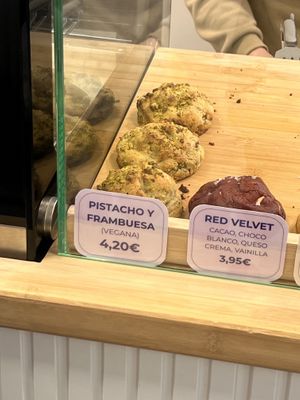 PISTACHO Y
FRAMBUESA
(VEGANA)
4,20€
RED VELVET
CACAO, CHOCO
BLANCO, QUESO
CREMA, VAINILLA
3,95€